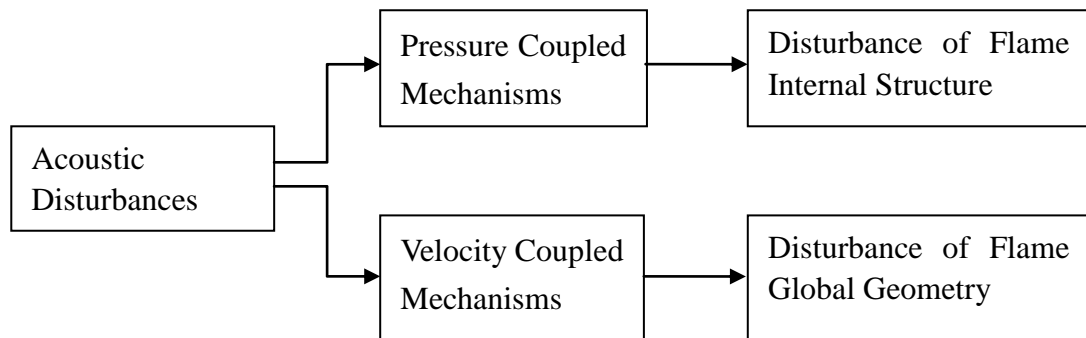 Pressure Coupled
Mechanisms
Disturbance of Flame
Internal Structure
Acoustic
Disturbances
Velocity Coupled
Mechanisms
Disturbance of Flame
Global Geometry